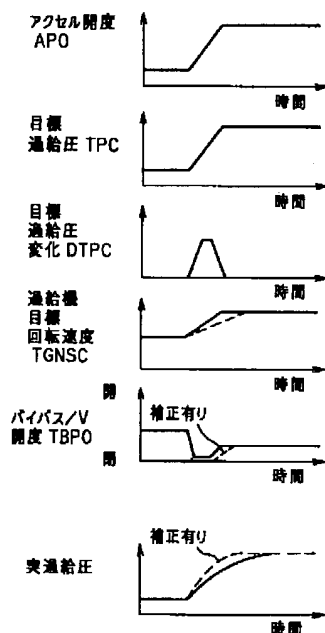 アクセル開度
APO
時間
目標
過給圧 TPC
時間
目標
過給圧
変化 DTPC
時間
過給機
目標
回転速度
TGNSC
時間
開
バイパス/V
開度 TBPO
閉
補正有り
時間
実過給圧
補正有り
時間